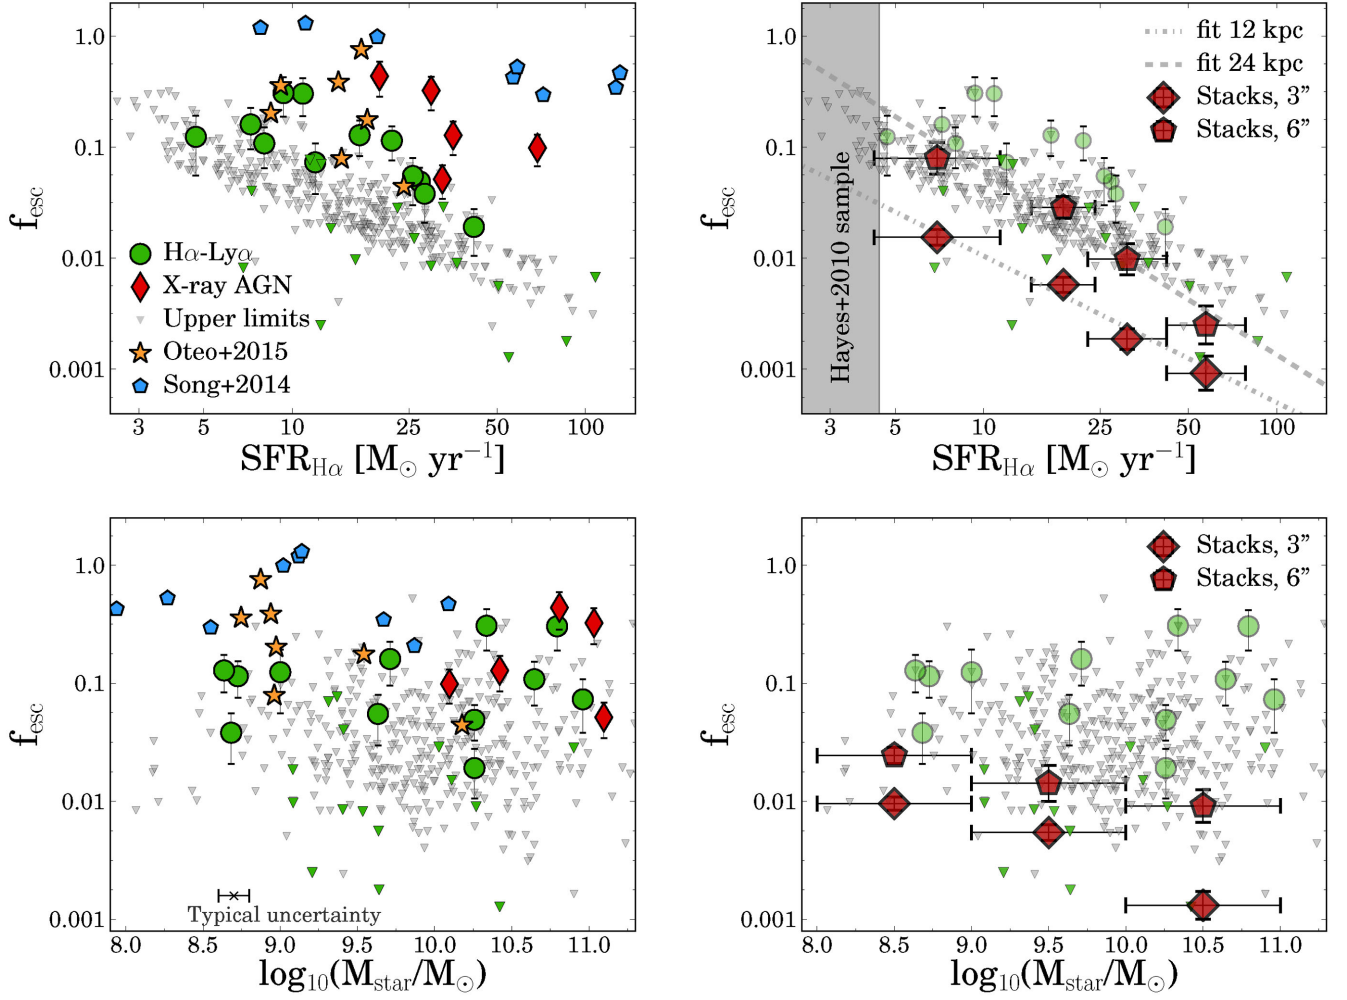 1.0
0.1
0.01
0.001
f_esc
Hα-Lyα
X-ray AGN
Upper limits
Oteo+2015
Song+2014
3 5 10 25 50 100
SFR_Hα [M_⊙ yr⁻¹]
1.0
0.1
0.01
0.001
f_esc
Hayes+2010 sample
fit 12 kpc
fit 24 kpc
Stacks, 3”
Stacks, 6”
3 5 10 25 50 100
SFR_Hα [M_⊙ yr⁻¹]
1.0
0.1
0.01
0.001
f_esc
Typical uncertainty
8.0 8.5 9.0 9.5 10.0 10.5 11.0
log₁₀(M_star/M_⊙)
1.0
0.1
0.01
0.001
f_esc
Stacks, 3”
Stacks, 6”
8.0 8.5 9.0 9.5 10.0 10.5 11.0
log₁₀(M_star/M_⊙)